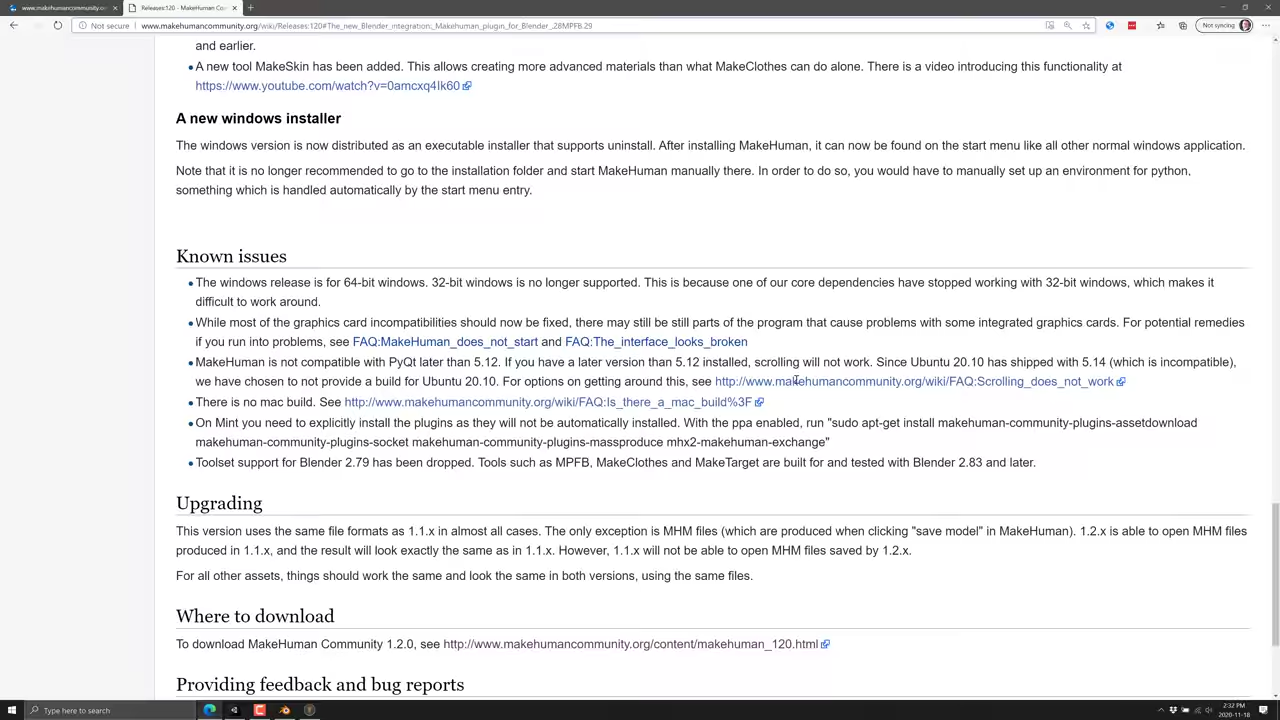 www.makehumancommunity.or
Releases:120 - MakeHuman Co
Not secure
www.makehumancommunity.org/wiki/Releases:120#The_new_Blender_integration:_Makehuman_plugin_for_Blender_.28MPFB.29
Not syncing
and earlier.
A new tool MakeSkin has been added. This allows creating more advanced materials than what MakeClothes can do alone. There is a video introducing this functionality at
https://www.youtube.com/watch?v=0amcxq4Ik60
A new windows installer
The windows version is now distributed as an executable installer that supports uninstall. After installing MakeHuman, it can now be found on the start menu like all other normal windows application.
Note that it is no longer recommended to go to the installation folder and start MakeHuman manually there. In order to do so, you would have to manually set up an environment for python,
something which is handled automatically by the start menu entry.
Known issues
The windows release is for 64-bit windows. 32-bit windows is no longer supported. This is because one of our core dependencies have stopped working with 32-bit windows, which makes it
difficult to work around.
While most of the graphics card incompatibilities should now be fixed, there may still be still parts of the program that cause problems with some integrated graphics cards. For potential remedies
if you run into problems, see FAQ:MakeHuman_does_not_start and FAQ:The_interface_looks_broken
MakeHuman is not compatible with PyQt later than 5.12. If you have a later version than 5.12 installed, scrolling will not work. Since Ubuntu 20.10 has shipped with 5.14 (which is incompatible),
we have chosen to not provide a build for Ubuntu 20.10. For options on getting around this, see http://www.makehumancommunity.org/wiki/FAQ:Scrolling_does_not_work
There is no mac build. See http://www.makehumancommunity.org/wiki/FAQ:Is_there_a_mac_build%3F
On Mint you need to explicitly install the plugins as they will not be automatically installed. With the ppa enabled, run "sudo apt-get install makehuman-community-plugins-assetdownload
makehuman-community-plugins-socket makehuman-community-plugins-massproduce mhx2-makehuman-exchange"
Toolset support for Blender 2.79 has been dropped. Tools such as MPFB, MakeClothes and MakeTarget are built for and tested with Blender 2.83 and later.
Upgrading
This version uses the same file formats as 1.1.x in almost all cases. The only exception is MHM files (which are produced when clicking "save model" in MakeHuman). 1.2.x is able to open MHM files
produced in 1.1.x, and the result will look exactly the same as in 1.1.x. However, 1.1.x will not be able to open MHM files saved by 1.2.x.
For all other assets, things should work the same and look the same in both versions, using the same files.
Where to download
To download MakeHuman Community 1.2.0, see http://www.makehumancommunity.org/content/makehuman_120.html
Providing feedback and bug reports
Type here to search
2:32 PM
2020-11-18